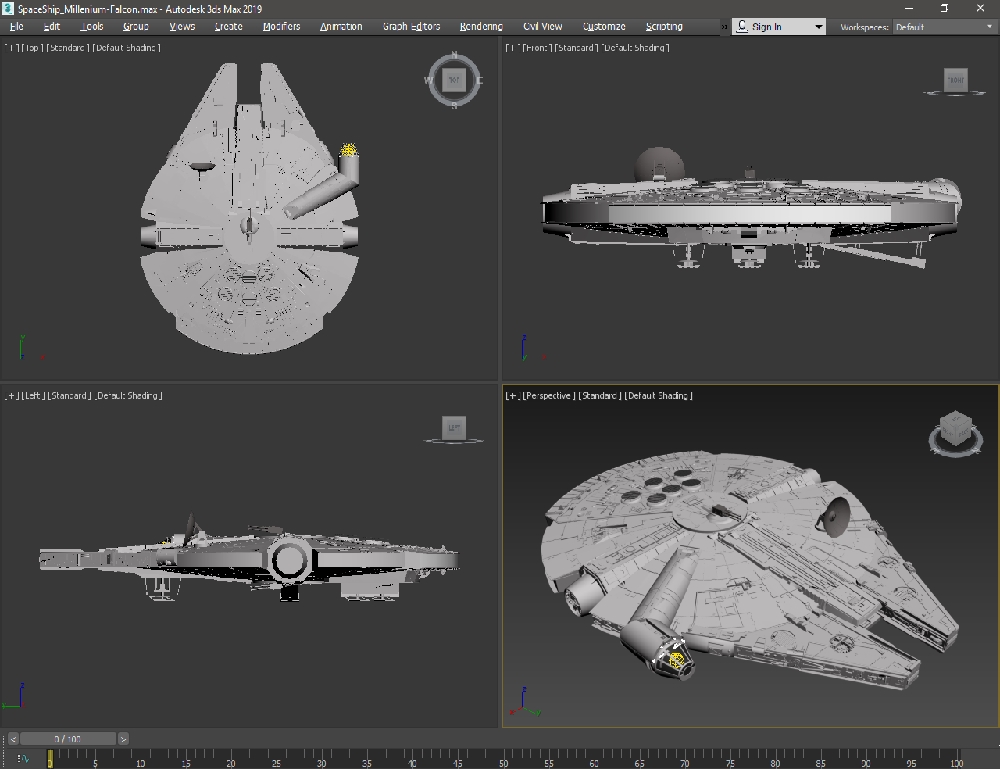 SpaceShip_Millenium-Falcon.max - Autodesk 3ds Max 2019
File Edit Tools Group Views Create Modifiers Animation Graph Editors Rendering Civil View Customize Scripting » Sign In Workspaces: Default
[+] [Top] [Standard] [Default Shading]
N
W TOP E
S
[+] [Front] [Standard] [Default Shading]
FRONT
[+] [Left] [Standard] [Default Shading]
LEFT
[+] [Perspective] [Standard] [Default Shading]
< 0 / 100 >
0 5 10 15 20 25 30 35 40 45 50 55 60 65 70 75 80 85 90 95 100